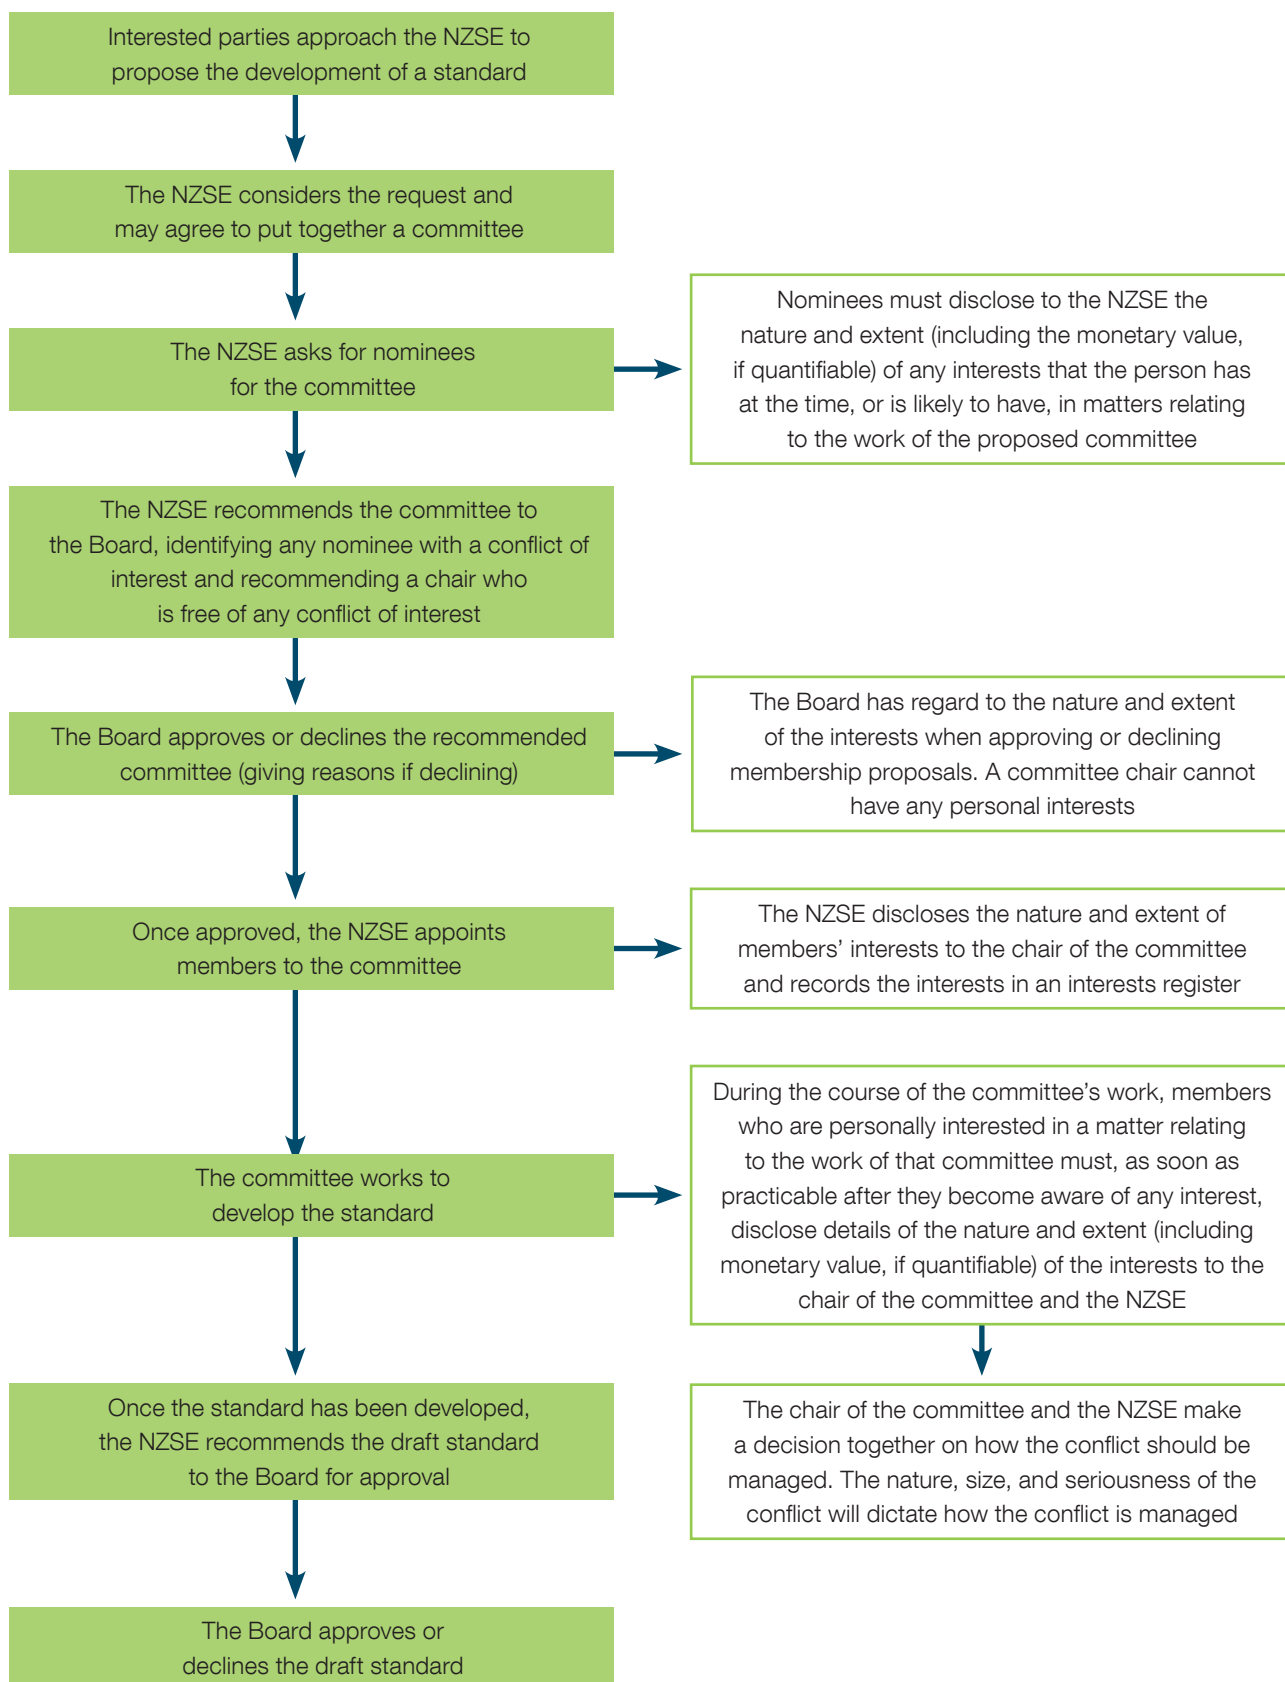 Interested parties approach the NZSE to
propose the development of a standard
The NZSE considers the request and
may agree to put together a committee
The NZSE asks for nominees
for the committee
Nominees must disclose to the NZSE the
nature and extent (including the monetary value,
if quantifiable) of any interests that the person has
at the time, or is likely to have, in matters relating
to the work of the proposed committee
The NZSE recommends the committee to
the Board, identifying any nominee with a conflict of
interest and recommending a chair who
is free of any conflict of interest
The Board approves or declines the recommended
committee (giving reasons if declining)
The Board has regard to the nature and extent
of the interests when approving or declining
membership proposals. A committee chair cannot
have any personal interests
Once approved, the NZSE appoints
members to the committee
The NZSE discloses the nature and extent of
members’ interests to the chair of the committee
and records the interests in an interests register
The committee works to
develop the standard
During the course of the committee’s work, members
who are personally interested in a matter relating
to the work of that committee must, as soon as
practicable after they become aware of any interest,
disclose details of the nature and extent (including
monetary value, if quantifiable) of the interests to the
chair of the committee and the NZSE
Once the standard has been developed,
the NZSE recommends the draft standard
to the Board for approval
The chair of the committee and the NZSE make
a decision together on how the conflict should be
managed. The nature, size, and seriousness of the
conflict will dictate how the conflict is managed
The Board approves or
declines the draft standard